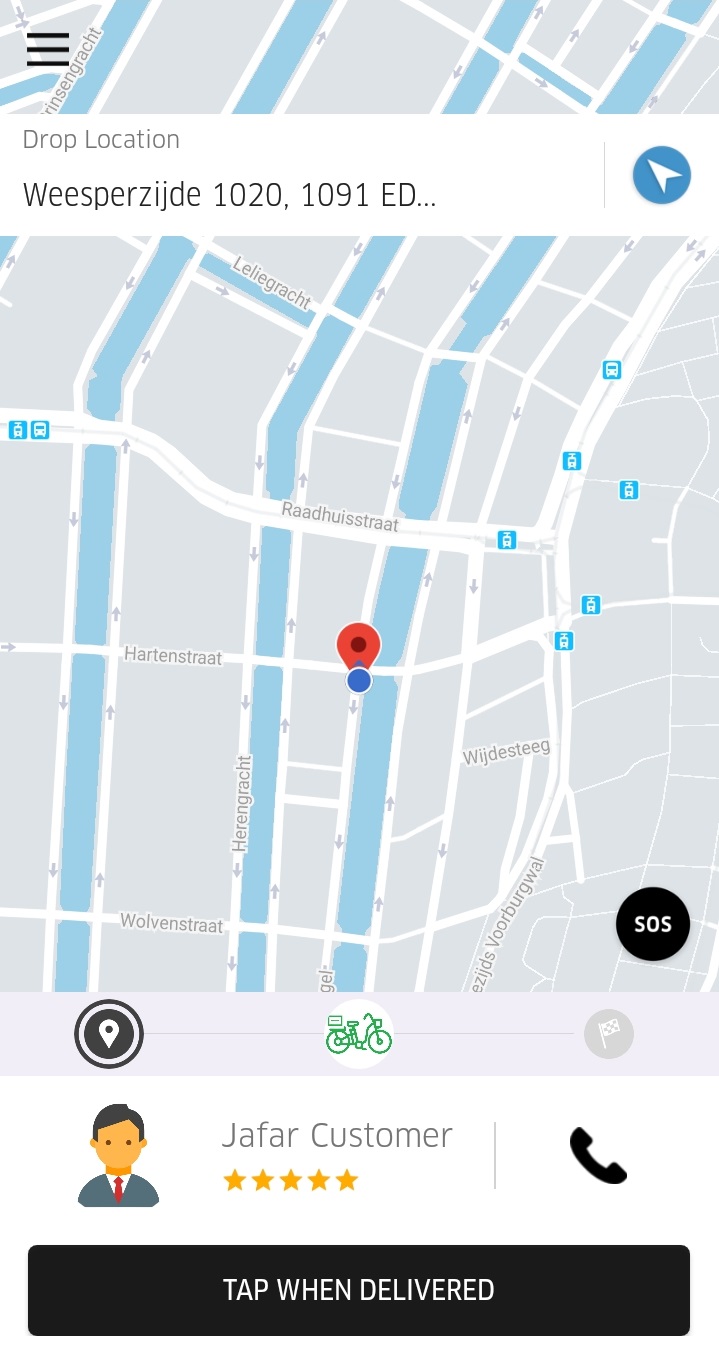 rinsengracht
Drop Location
Weesperzijde 1020, 1091 ED...
Leliegracht
Raadhuisstraat
Hartenstraat
Wijdesteeg
Herengracht
SOS
Wolvenstraat
ezijds Voorburgwal
gel·
Jafar Customer
TAP WHEN DELIVERED